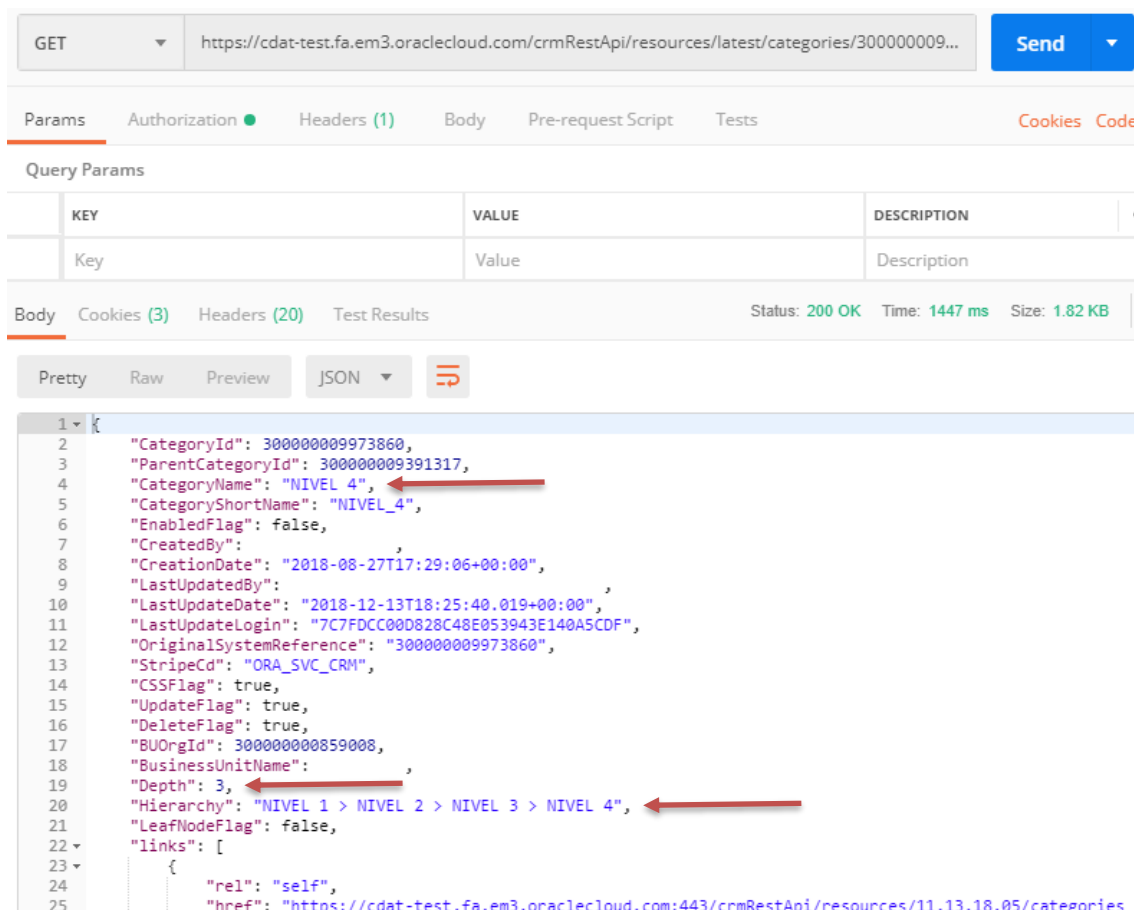 GET https://cdat-test.fa.em3.oraclecloud.com/crmRestApi/resources/latest/categories/300000009... Send
Params Authorization Headers (1) Body Pre-request Script Tests Cookies Code
Query Params
KEY VALUE DESCRIPTION
Key Value Description
Body Cookies (3) Headers (20) Test Results Status: 200 OK Time: 1447 ms Size: 1.82 KB
Pretty Raw Preview JSON
1 {
2 "CategoryId": 300000009973860,
3 "ParentCategoryId": 300000009391317,
4 "CategoryName": "NIVEL 4",
5 "CategoryShortName": "NIVEL_4",
6 "EnabledFlag": false,
7 "CreatedBy": ,
8 "CreationDate": "2018-08-27T17:29:06+00:00",
9 "LastUpdatedBy": ,
10 "LastUpdateDate": "2018-12-13T18:25:40.019+00:00",
11 "LastUpdateLogin": "7C7FDCC00D828C48E053943E140A5CDF",
12 "OriginalSystemReference": "300000009973860",
13 "StripeCd": "ORA_SVC_CRM",
14 "CSSFlag": true,
15 "UpdateFlag": true,
16 "DeleteFlag": true,
17 "BUOrgId": 300000000859008,
18 "BusinessUnitName": ,
19 "Depth": 3,
20 "Hierarchy": "NIVEL 1 > NIVEL 2 > NIVEL 3 > NIVEL 4",
21 "LeafNodeFlag": false,
22 "links": [
23 {
24 "rel": "self",
25 "href": "https://cdat-test.fa.em3.oraclecloud.com:443/crmRestApi/resources/11.13.18.05/categories